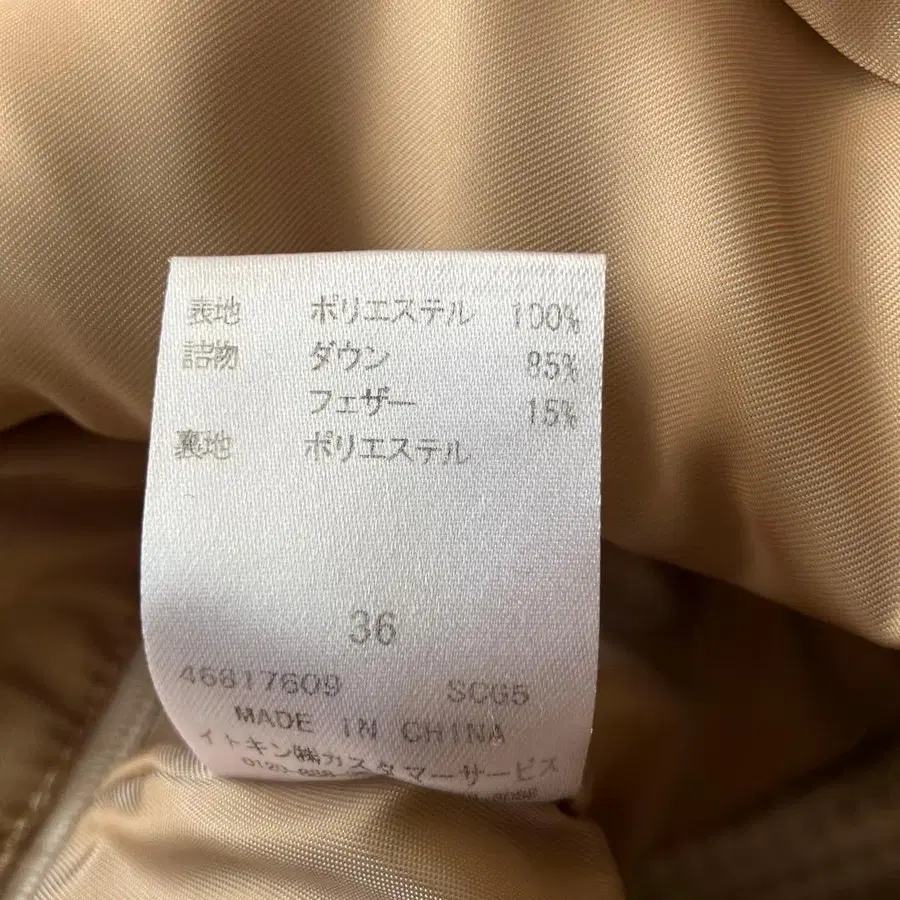 表地 ポリエステル 100%
詰物 ダウン 85%
フェザー 15%
裏地 ポリエステル
36
46817609 SCG5
MADE IN CHINA
イトキン㈱カスタマーサービス